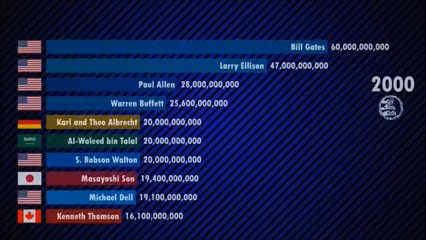 Bill Gates 60,000,000,000
Larry Ellison 47,000,000,000
Paul Allen 28,000,000,000
Warren Buffett 25,600,000,000
Karl and Theo Albrecht 20,000,000,000
Al-Waleed bin Talal 20,000,000,000
S. Robson Walton 20,000,000,000
Masayoshi Son 19,400,000,000
Michael Dell 19,100,000,000
Kenneth Thomson 16,100,000,000
2000